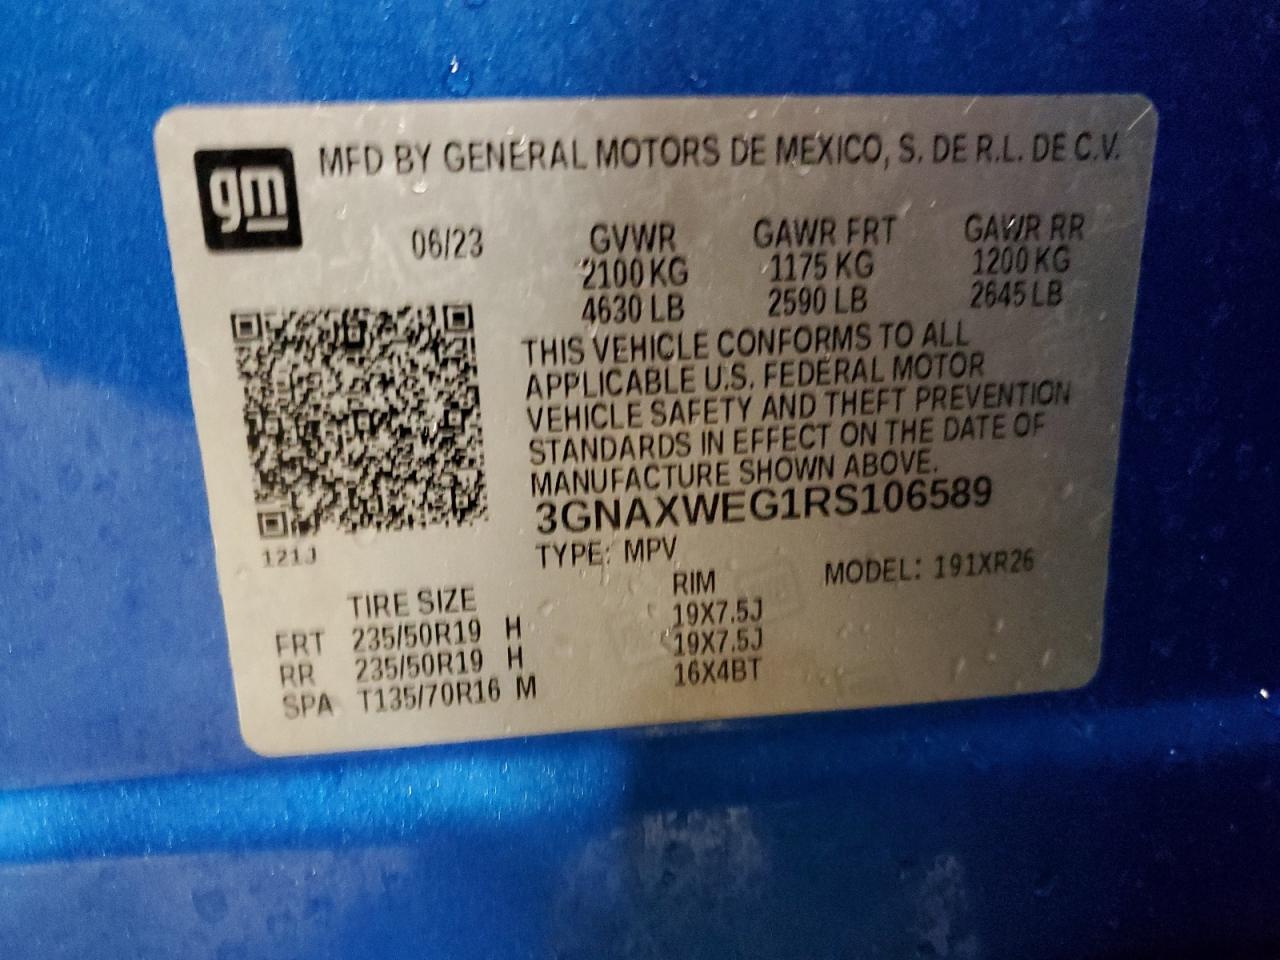 gm
MFD BY GENERAL MOTORS DE MEXICO, S. DE R.L. DE C.V.
06/23 GVWR GAWR FRT GAWR RR
2100 KG 1175 KG 1200 KG
4630 LB 2590 LB 2645 LB
THIS VEHICLE CONFORMS TO ALL
APPLICABLE U.S. FEDERAL MOTOR
VEHICLE SAFETY AND THEFT PREVENTION
STANDARDS IN EFFECT ON THE DATE OF
MANUFACTURE SHOWN ABOVE.
3GNAXWEG1RS106589
121J
TYPE: MPV MODEL: 191XR26
TIRE SIZE RIM
FRT 235/50R19 H 19X7.5J
RR 235/50R19 H 19X7.5J
SPA T135/70R16 M 16X4BT